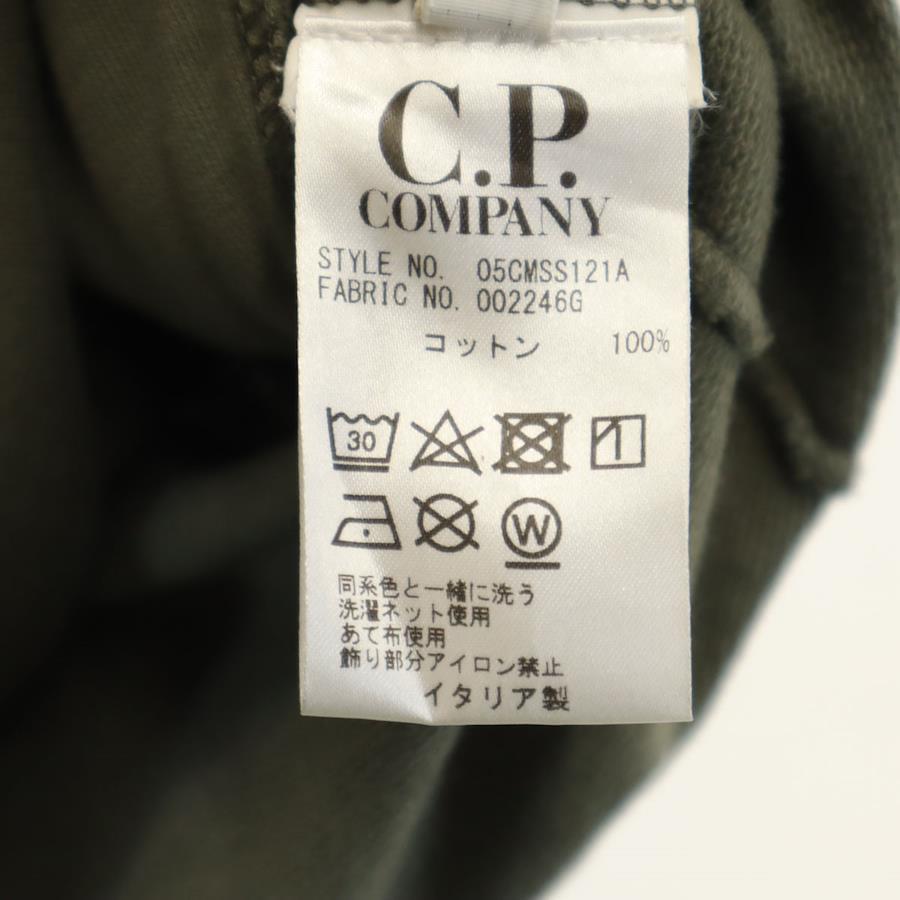 C.P.
COMPANY
STYLE NO. 05CMSS121A
FABRIC NO. 002246G
コットン 100%
30
W
同系色と一緒に洗う
洗濯ネット使用
あて布使用
飾り部分アイロン禁止
イタリア製